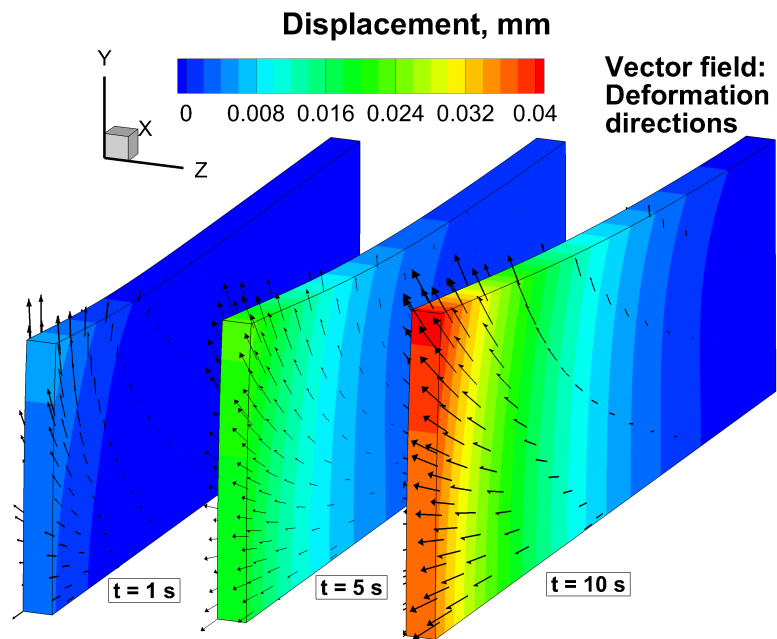 Displacement, mm
0 0.008 0.016 0.024 0.032 0.04
Vector field:
Deformation
directions
Y
X
Z
t = 1 s
t = 5 s
t = 10 s